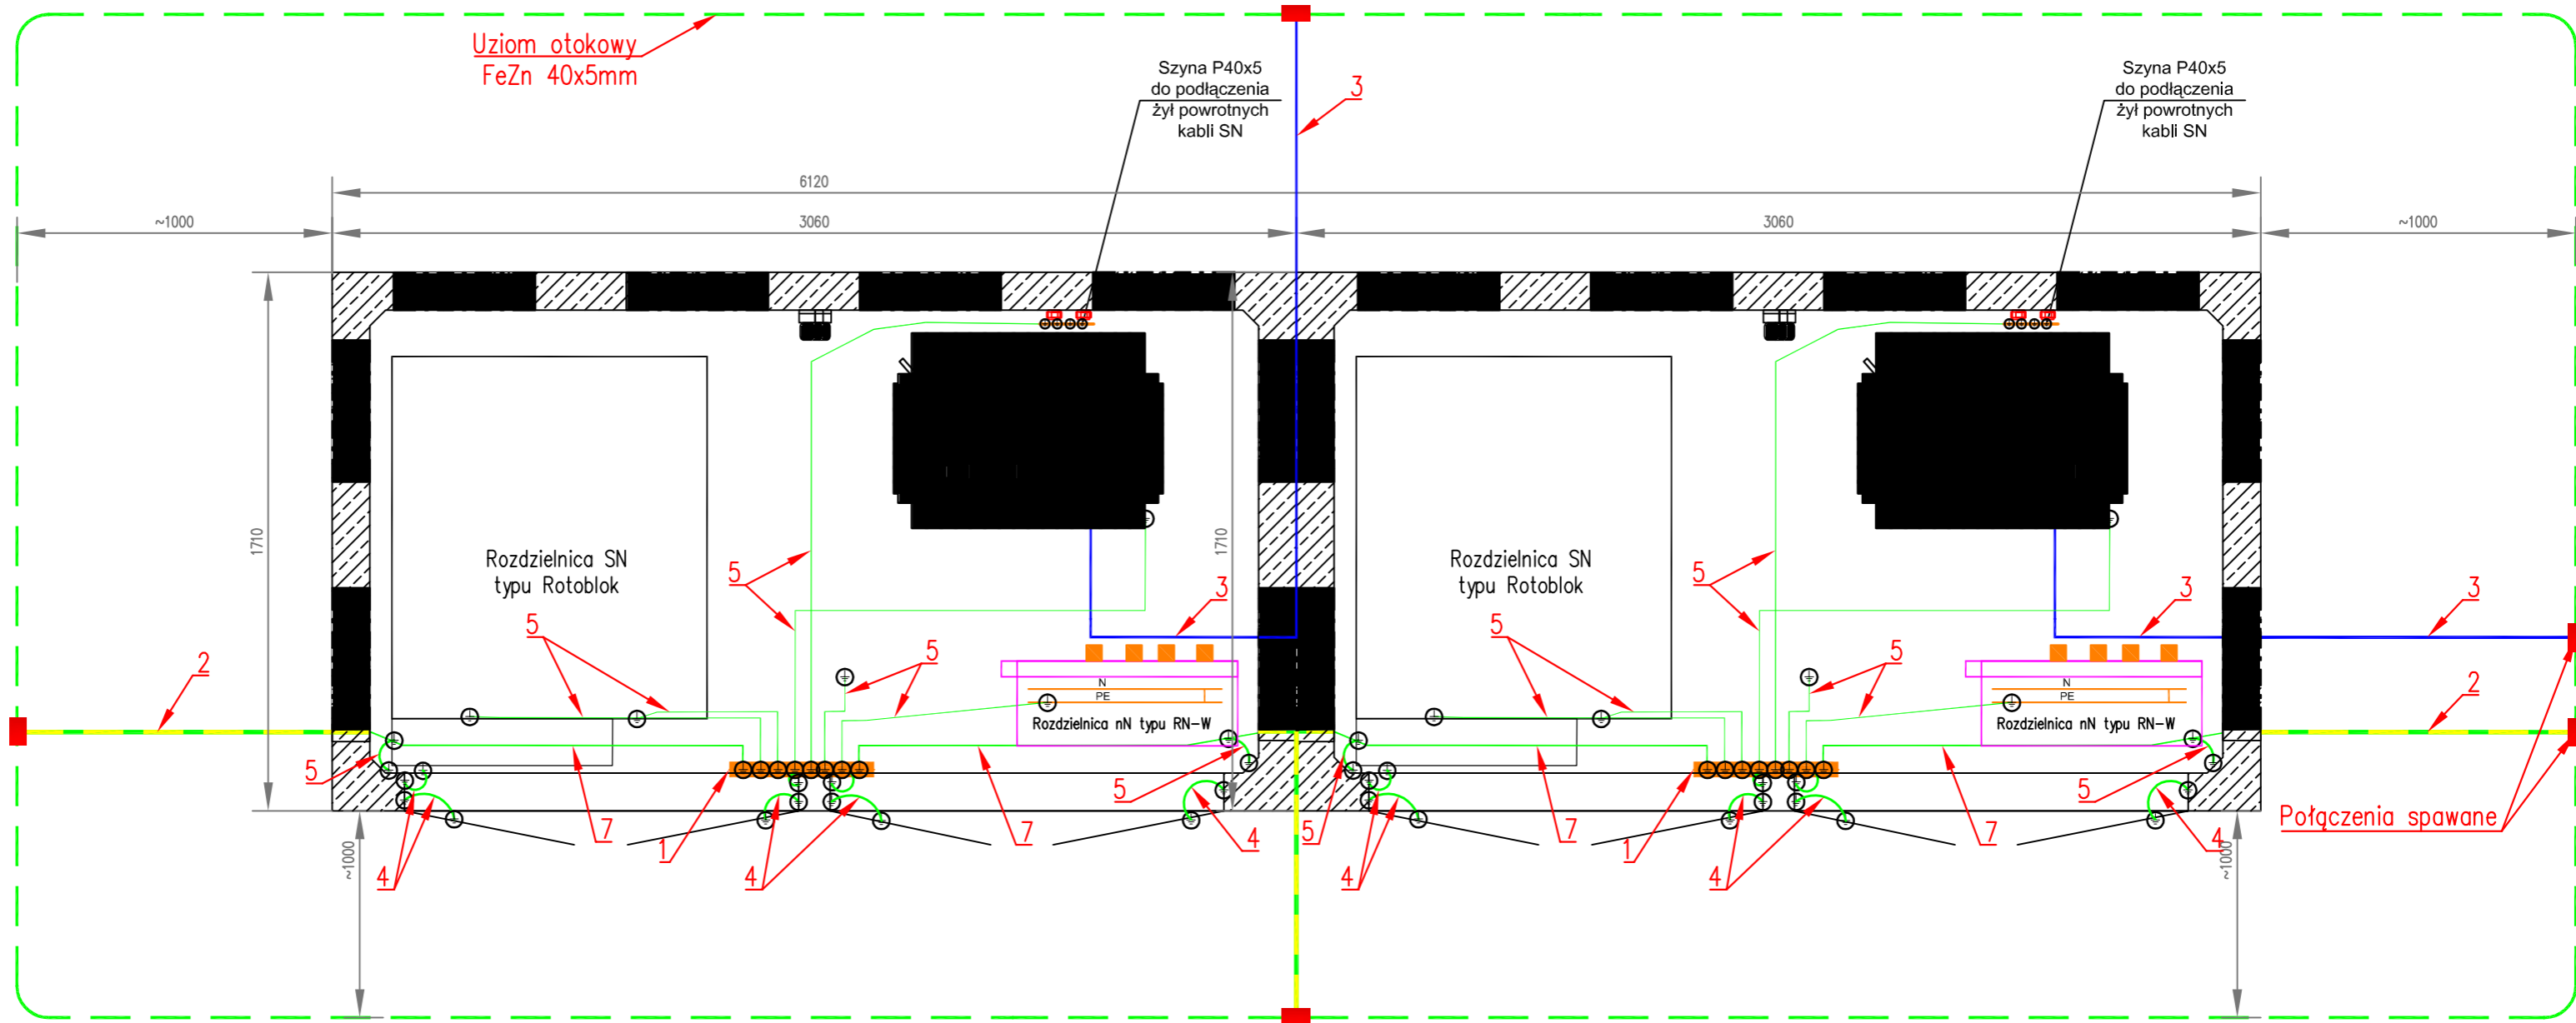 Uziom otokowy
FeZn 40x5mm
Szyna P40x5
do podłączenia
żył powrotnych
kabli SN
3
Szyna P40x5
do podłączenia
żył powrotnych
kabli SN
6120
~1000
3060
3060
~1000
1710
1710
Rozdzielnica SN
typu Rotoblok
5
3
5
5
2
N
PE
Rozdzielnica nN typu RN-W
5
5
7
7
4
1
4
4
~1000
Rozdzielnica SN
typu Rotoblok
5
3
3
5
5
2
N
PE
Rozdzielnica nN typu RN-W
5
5
7
7
4
1
4
4
~1000
Połączenia spawane